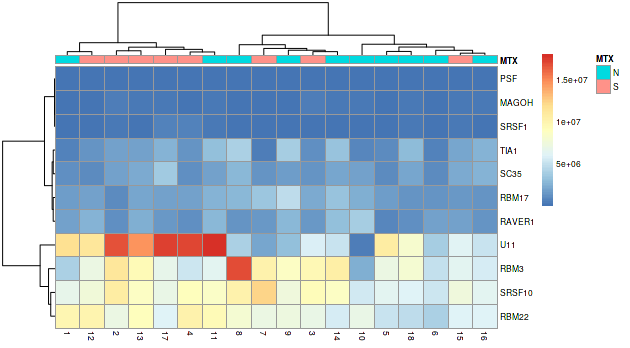 MTX
PSF
MAGOH
SRSF1
TIA1
SC35
RBM17
RAVER1
U11
RBM3
SRSF10
RBM22
1 12 2 13 17 4 11 8 7 9 3 14 10 5 18 6 15 16
1.5e+07
1e+07
5e+06
MTX
N
S